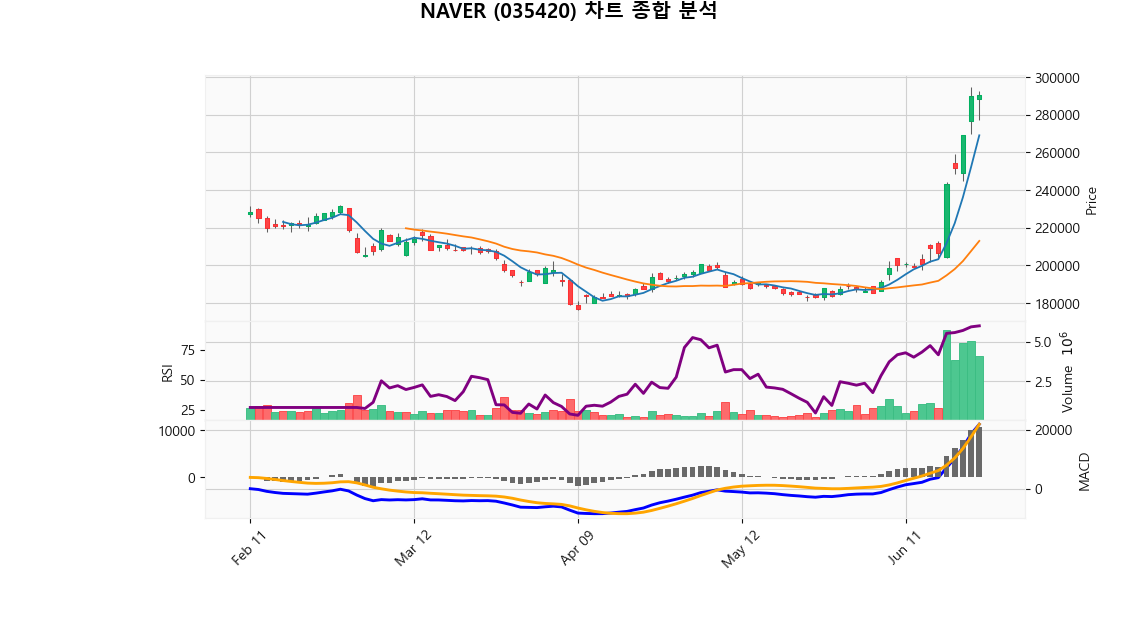 NAVER (035420) 차트 종합 분석
300000
280000
260000
240000
220000
200000
180000
Price
75
50
25
RSI
5.0
2.5
Volume 10^6
10000
0
20000
0
MACD
Feb 11
Mar 12
Apr 09
May 12
Jun 11